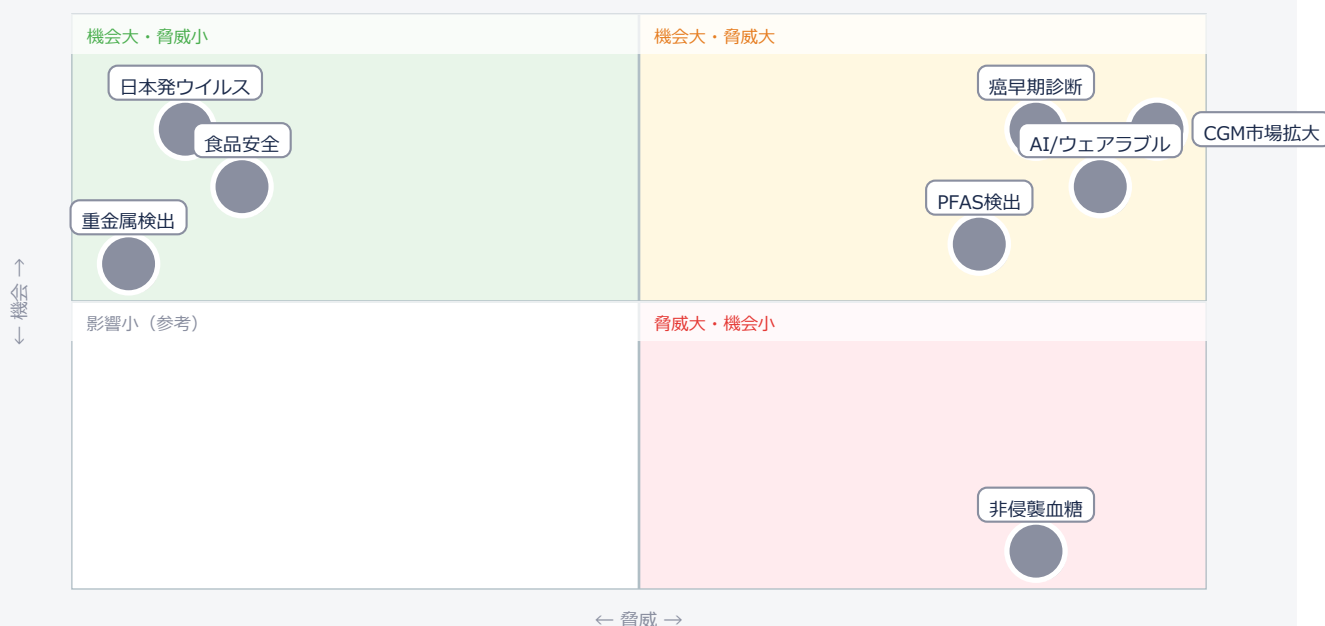 機会大・脅威小
機会大・脅威大
日本発ウイルス
癌早期診断
食品安全
AI/ウェアラブル
CGM市場拡大
重金属検出
PFAS検出
← 機会 →
影響小（参考）
脅威大・機会小
非侵襲血糖
← 脅威 →